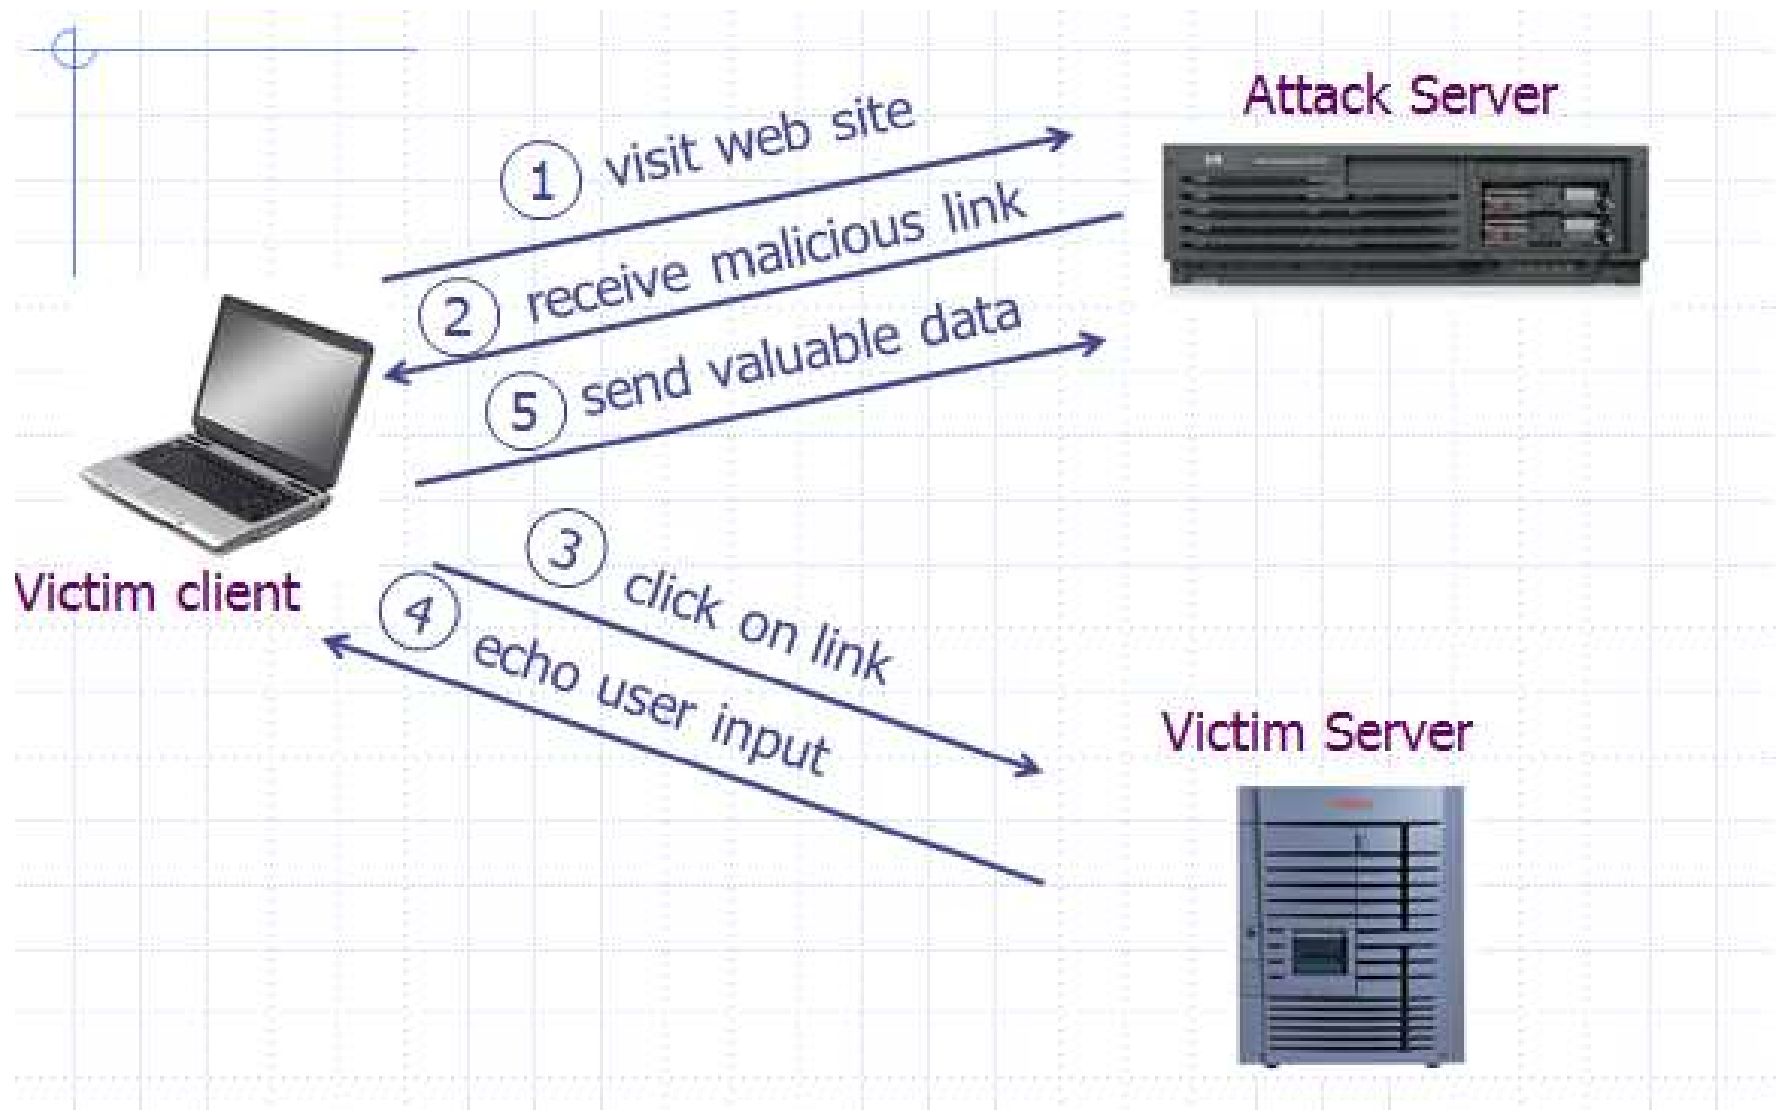 Attack Server
1 visit web site
2 receive malicious link
5 send valuable data
Victim client
3 click on link
4 echo user input
Victim Server